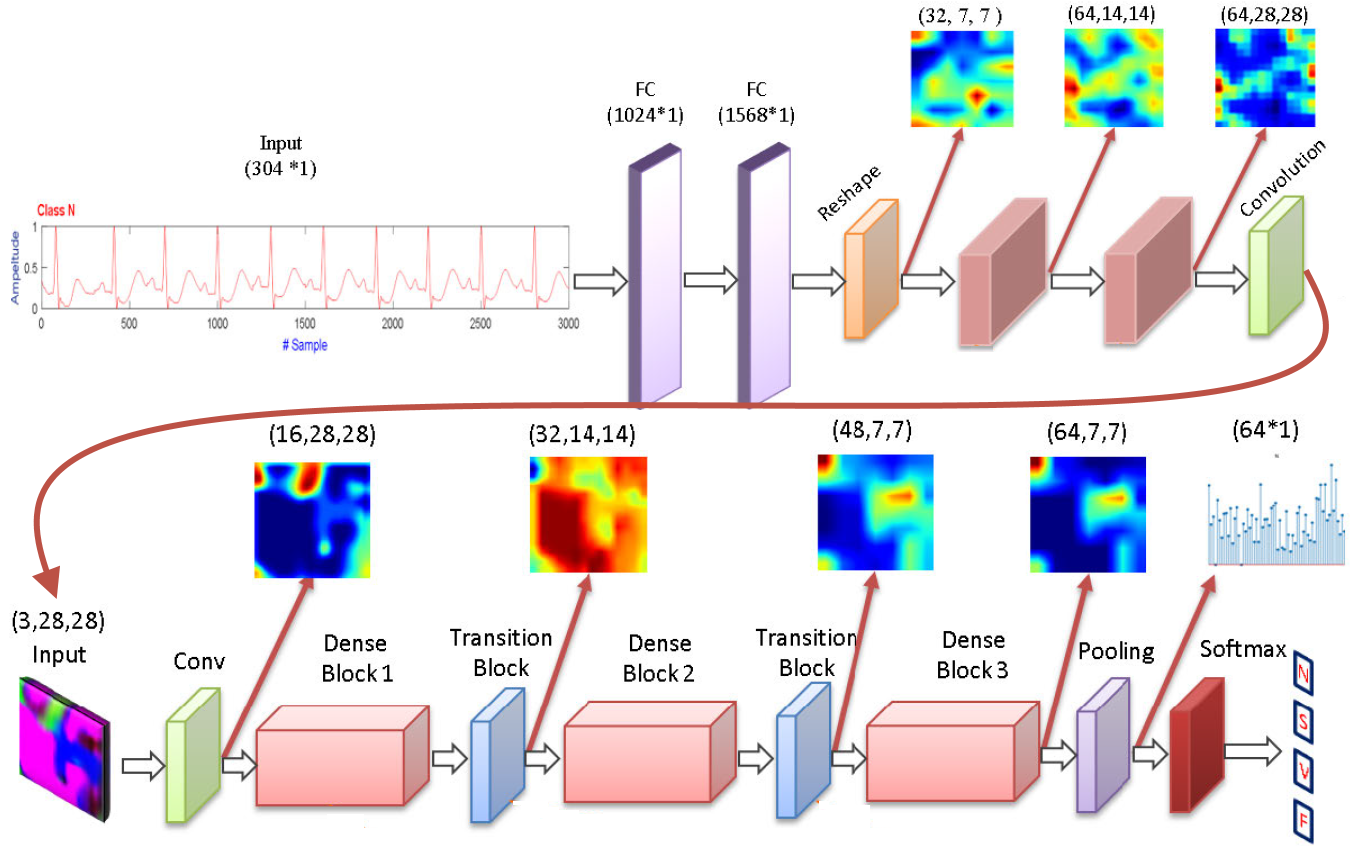 (32, 7, 7 )
(64,14,14)
(64,28,28)
FC
(1024*1)
FC
(1568*1)
Input
(304 *1)
Reshape
Convolution
Class N
Ampeltude
1
0.5
0
0 500 1000 1500 2000 2500 3000
# Sample
(16,28,28)
(32,14,14)
(48,7,7)
(64,7,7)
(64*1)
N
(3,28,28)
Input
Conv
Dense
Block 1
Transition
Block
Dense
Block 2
Transition
Block
Dense
Block 3
Pooling
Softmax
N
S
V
F